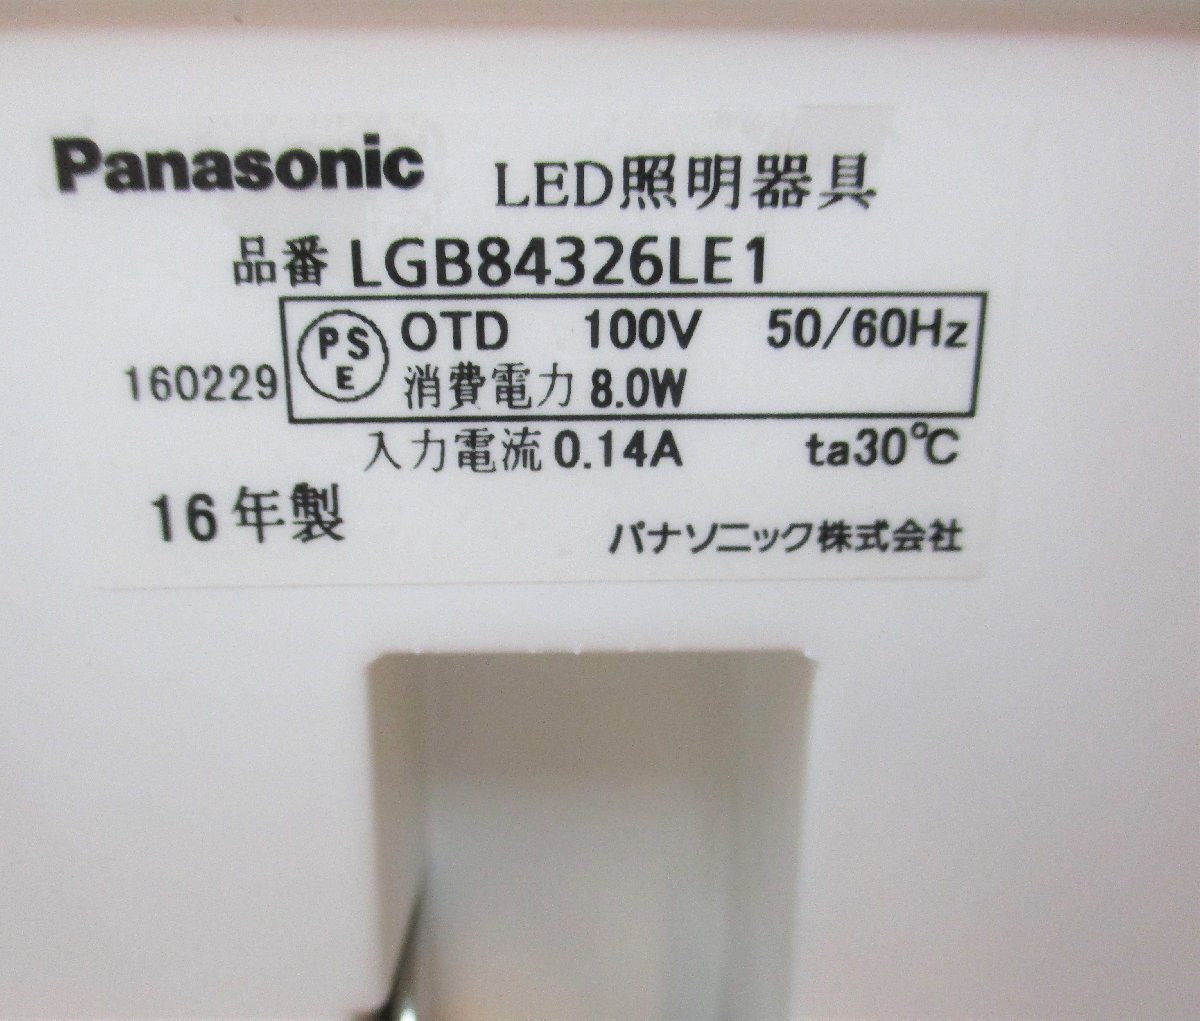 Panasonic LED照明器具
品番 LGB84326LE1
PS E OTD 100V 50/60Hz
160229 消費電力 8.0W
入力電流 0.14A ta30℃
16年製 パナソニック株式会社